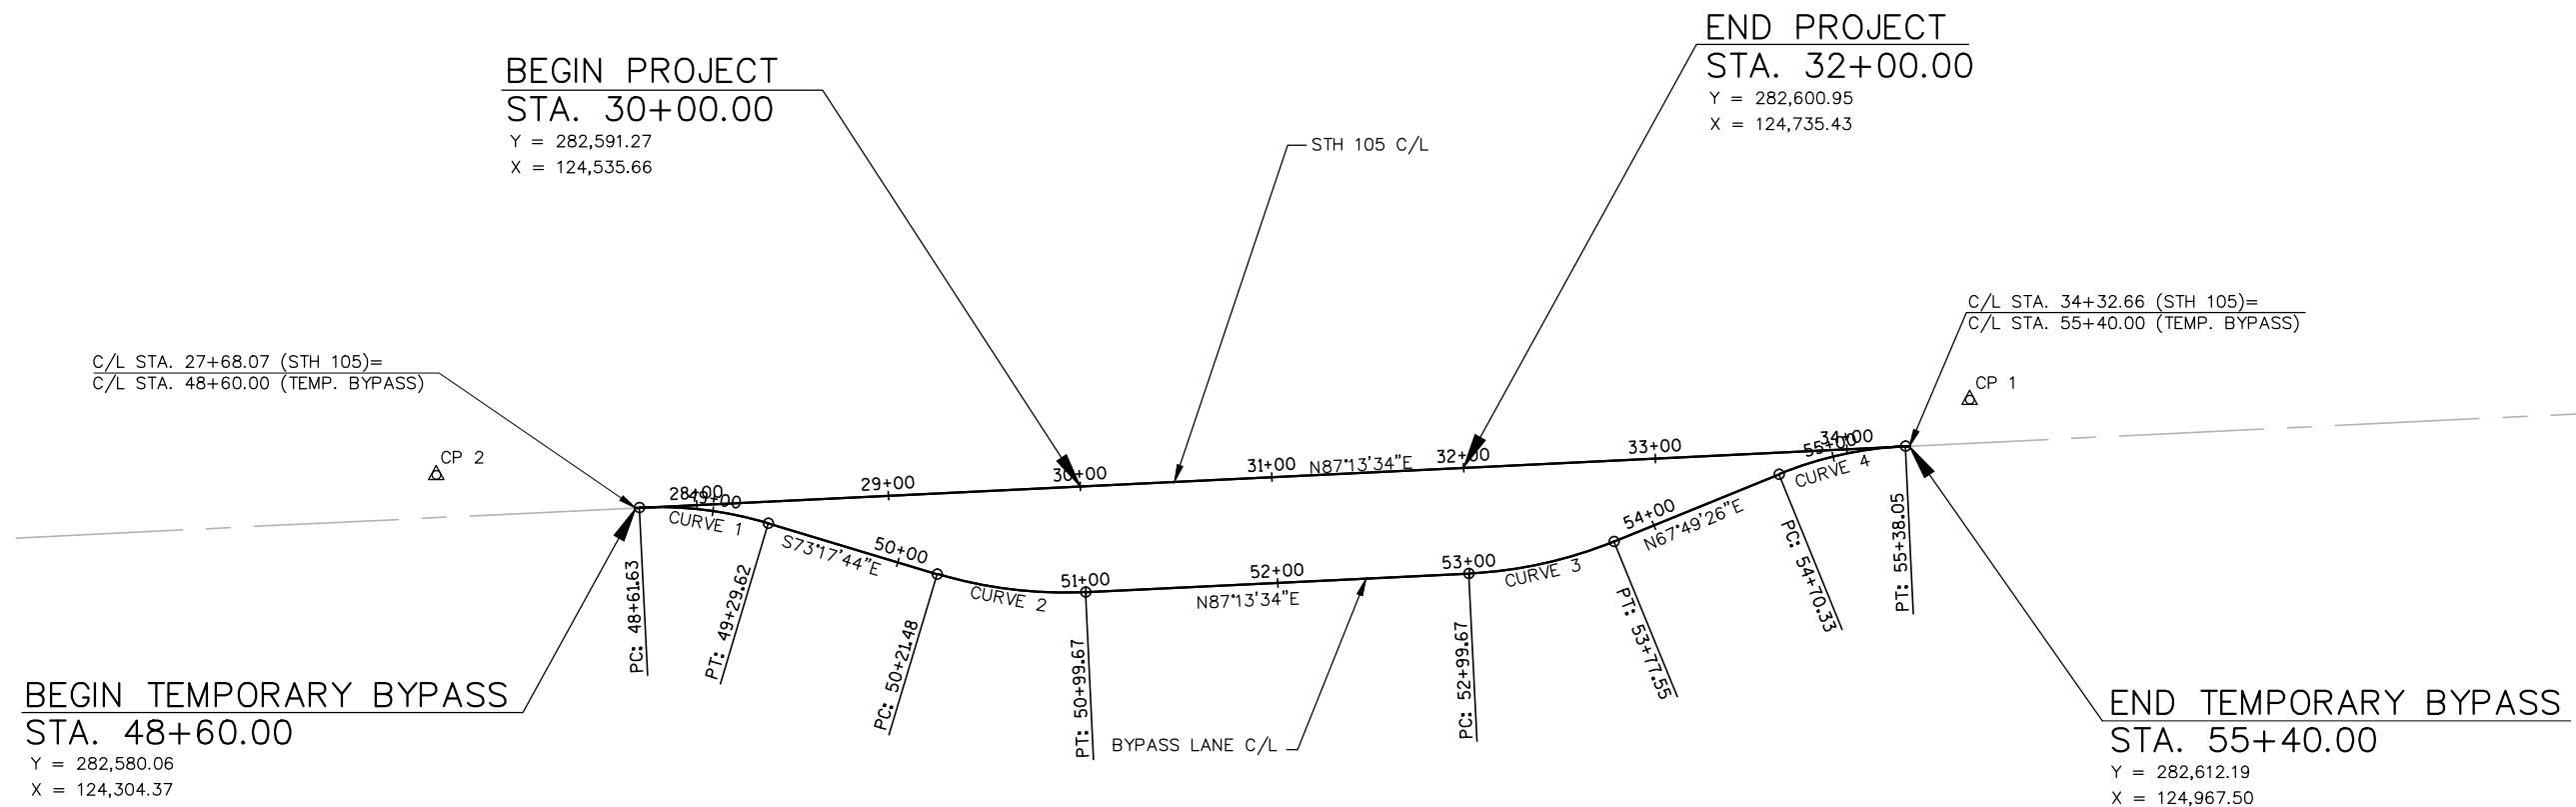 BEGIN PROJECT
STA. 30+00.00
Y = 282,591.27
X = 124,535.66
END PROJECT
STA. 32+00.00
Y = 282,600.95
X = 124,735.43
STH 105 C/L
C/L STA. 34+32.66 (STH 105)=
C/L STA. 55+40.00 (TEMP. BYPASS)
C/L STA. 27+68.07 (STH 105)=
C/L STA. 48+60.00 (TEMP. BYPASS)
CP 1
CP 2
28+00
29+00
30+00
31+00
N87°13'34"E
32+00
33+00
34+00
49+00
CURVE 1
S73°17'44"E
50+00
CURVE 2
51+00
52+00
N87°13'34"E
53+00
CURVE 3
54+00
N67°49'26"E
55+00
CURVE 4
PC: 48+61.63
PT: 49+29.62
PC: 50+21.48
PT: 50+99.67
PC: 52+99.67
PT: 53+77.55
PC: 54+70.33
PT: 55+38.05
BYPASS LANE C/L
BEGIN TEMPORARY BYPASS
STA. 48+60.00
Y = 282,580.06
X = 124,304.37
END TEMPORARY BYPASS
STA. 55+40.00
Y = 282,612.19
X = 124,967.50